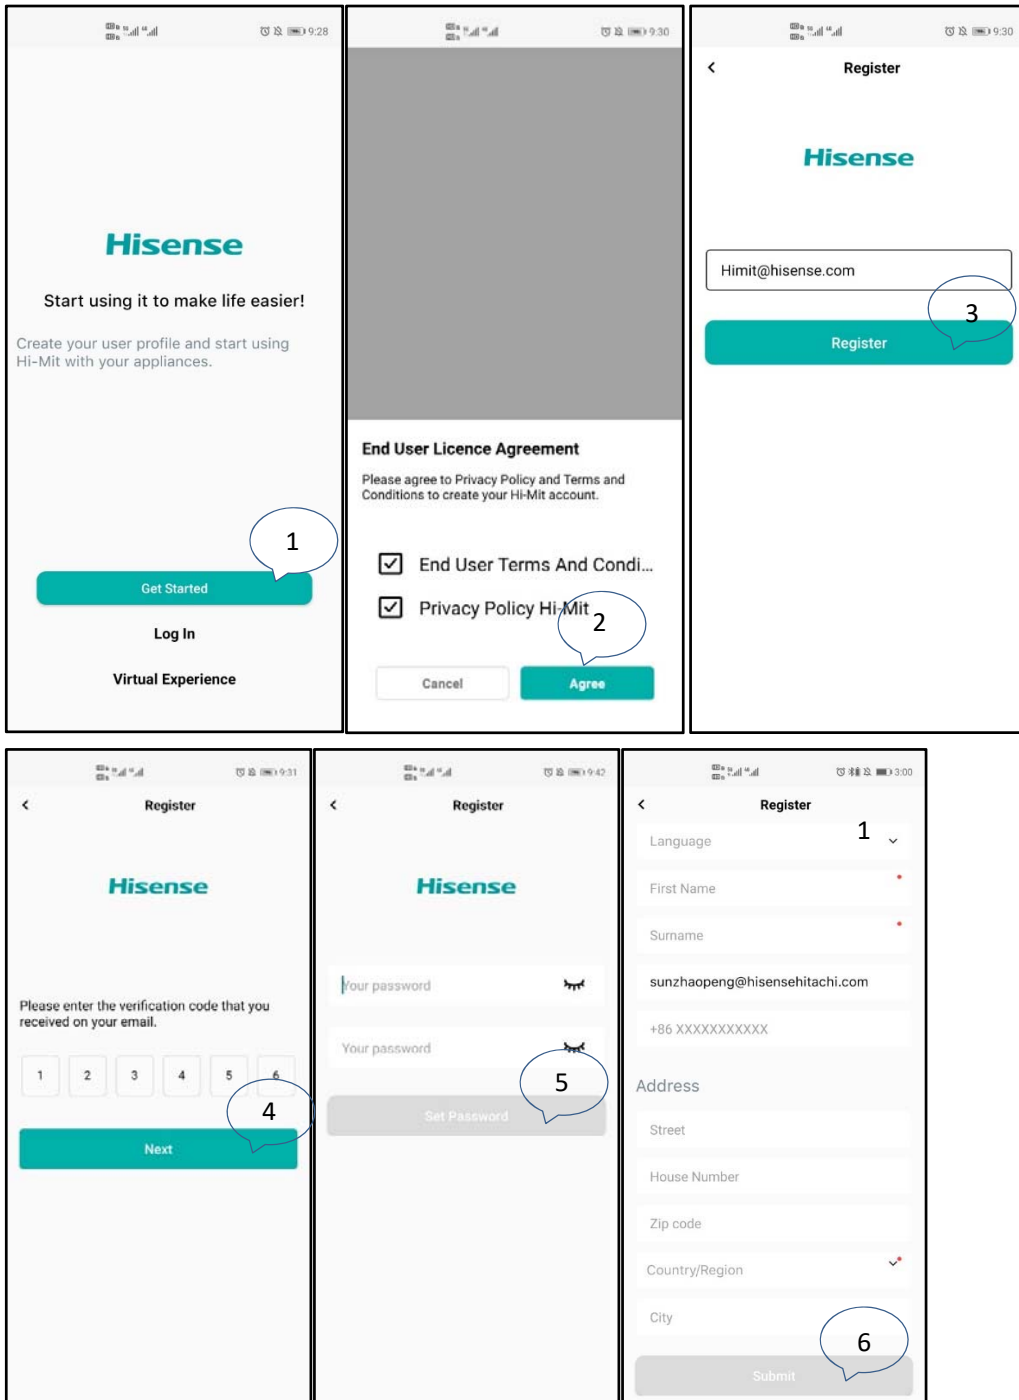 9:28
Hisense
Start using it to make life easier!
Create your user profile and start using
Hi-Mit with your appliances.
1
Get Started
Log In
Virtual Experience
9:30
End User Licence Agreement
Please agree to Privacy Policy and Terms and
Conditions to create your Hi-Mit account.
End User Terms And Condi...
Privacy Policy Hi-Mit
2
Cancel
Agree
9:30
Register
Hisense
Himit@hisense.com
3
Register
9:31
Register
Hisense
Please enter the verification code that you
received on your email.
1 2 3 4 5 6
4
Next
9:42
Register
Hisense
Your password
Your password
5
Set Password
3:00
Register
1
Language
First Name
Surname
sunzhaopeng@hisensehitachi.com
+86 XXXXXXXXXXX
Address
Street
House Number
Zip code
Country/Region
City
6
Submit